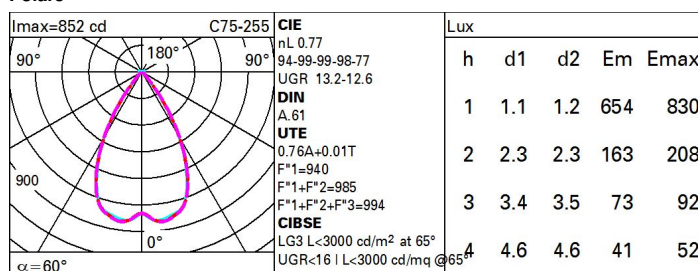 Imax=852 cd C75-255
90° 180° 90°
900
0°
α=60°
CIE
nL 0.77
94-99-99-98-77
UGR 13.2-12.6
DIN
A.61
UTE
0.76A+0.01T
F"1=940
F"1+F"2=985
F"1+F"2+F"3=994
CIBSE
LG3 L<3000 cd/m² at 65°
UGR<16 | L<3000 cd/mq @65°
Lux
h d1 d2 Em Emax
1 1.1 1.2 654 830
2 2.3 2.3 163 208
3 3.4 3.5 73 92
4 4.6 4.6 41 52